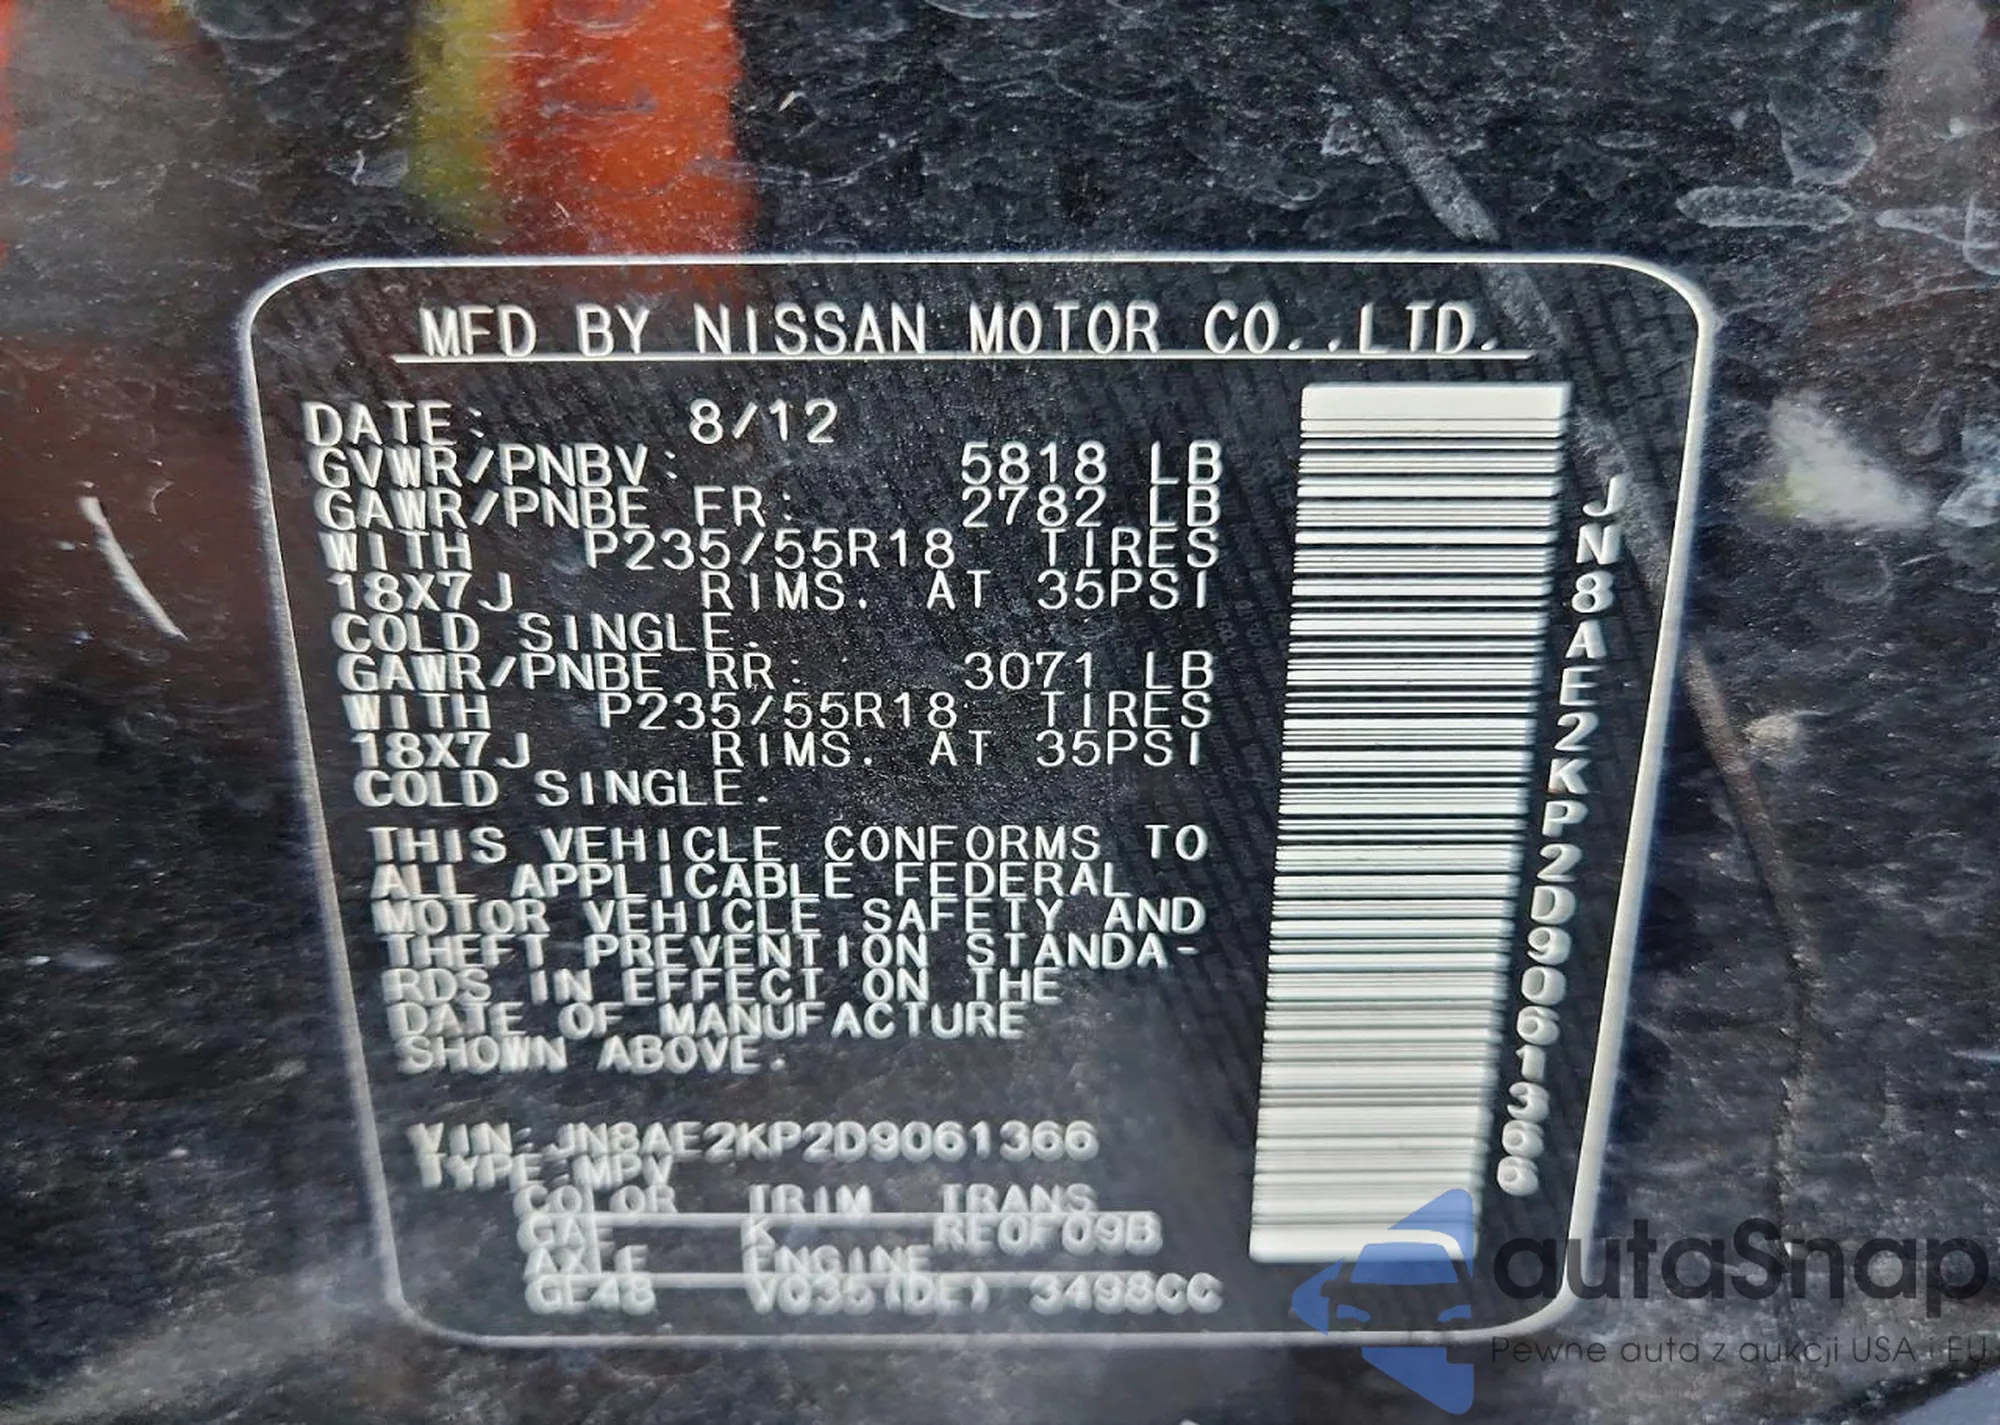 MFD BY NISSAN MOTOR CO.,LTD.
DATE: 8/12
GVWR/PNBV: 5818 LB
GAWR/PNBE FR: 2782 LB
WITH P235/55R18 TIRES
18X7J RIMS. AT 35PSI
COLD SINGLE.
GAWR/PNBE RR: 3071 LB
WITH P235/55R18 TIRES
18X7J RIMS. AT 35PSI
COLD SINGLE.
THIS VEHICLE CONFORMS TO
ALL APPLICABLE FEDERAL
MOTOR VEHICLE SAFETY AND
THEFT PREVENTION STANDA-
RDS IN EFFECT ON THE
DATE OF MANUFACTURE
SHOWN ABOVE.
VIN: JN8AE2KP2D9061366
TYPE:MPV
COLOR TRIM TRANS
GAE K RE0F09B
AXLE ENGINE
GE48 VQ35(DE) 3498CC
JN8AE2KP2D9061366
autaSnap
Pewne auta z aukcji USA i EU